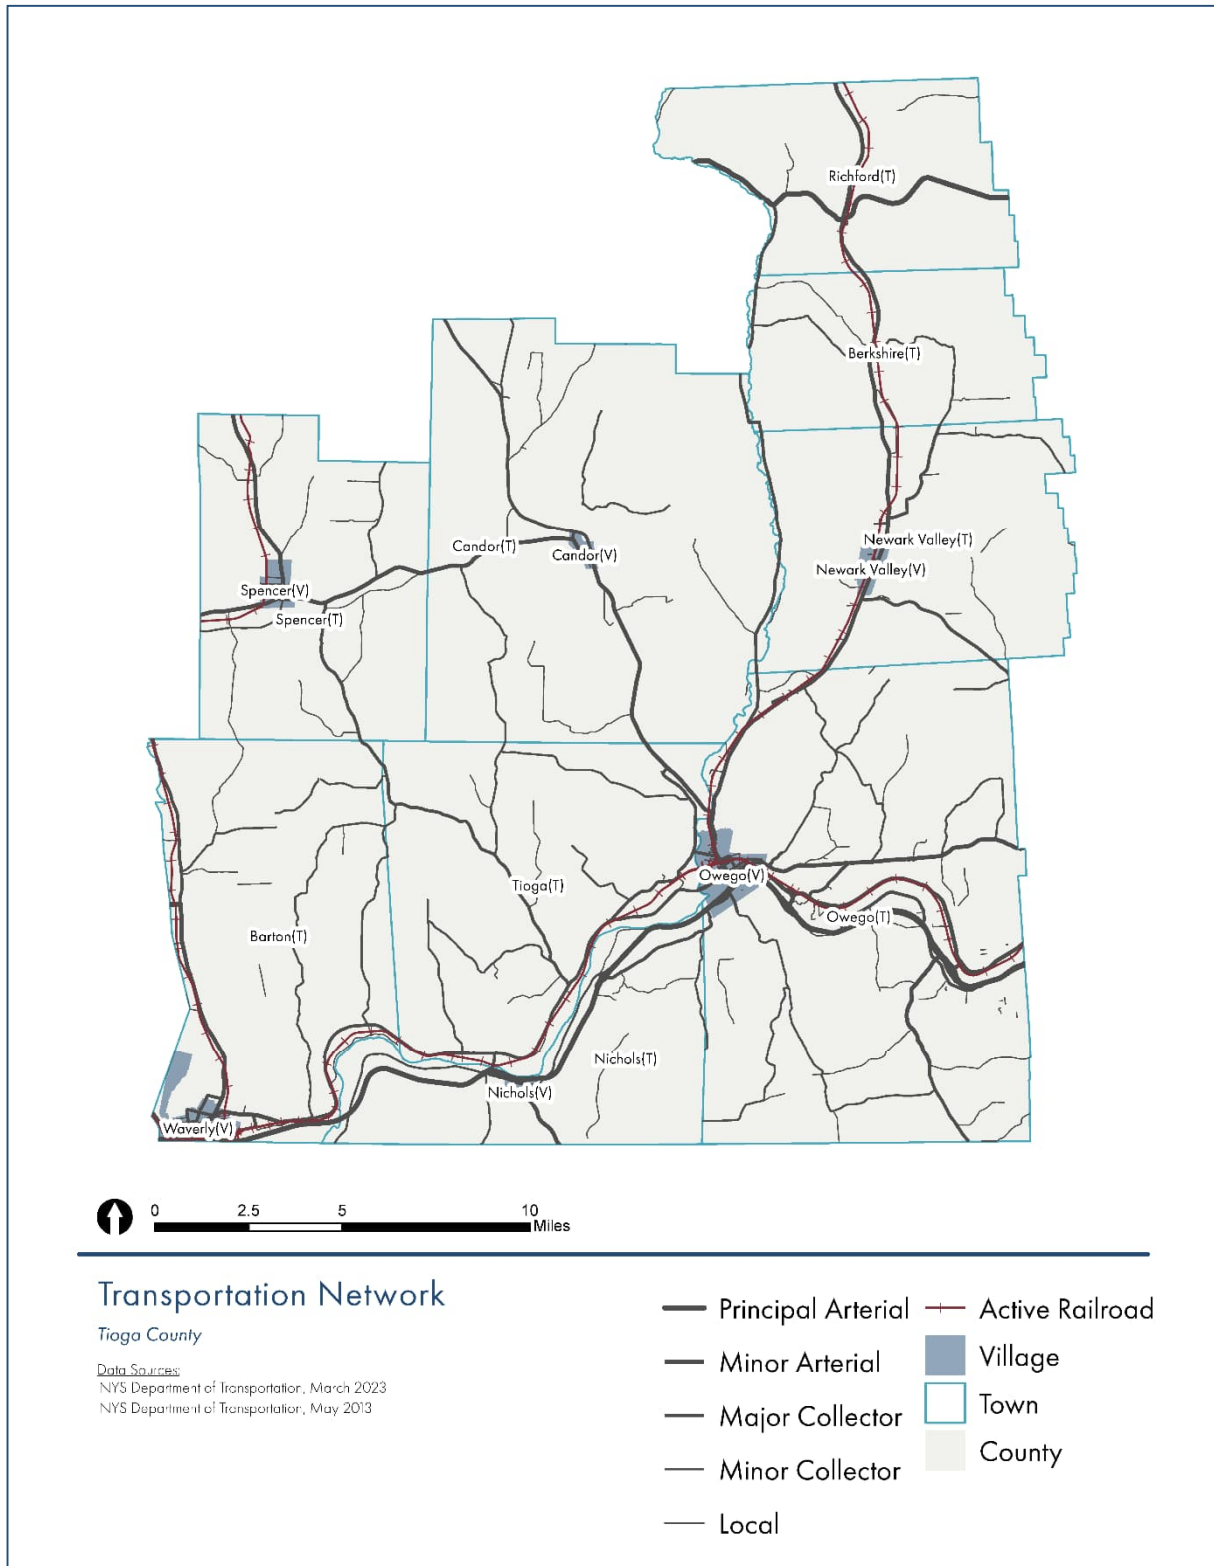 Richford(T)
Berkshire(T)
Newark Valley(T)
Candor(T)
Candor(V)
Newark Valley(V)
Spencer(V)
Spencer(T)
Owego(V)
Tioga(T)
Owego(T)
Barton(T)
Nichols(T)
Nichols(V)
Waverly(V)
0 2.5 5 10
Miles
Transportation Network
Tioga County
Data Sources:
NYS Department of Transportation, March 2023
NYS Department of Transportation, May 2013
Principal Arterial
Minor Arterial
Major Collector
Minor Collector
Local
Active Railroad
Village
Town
County